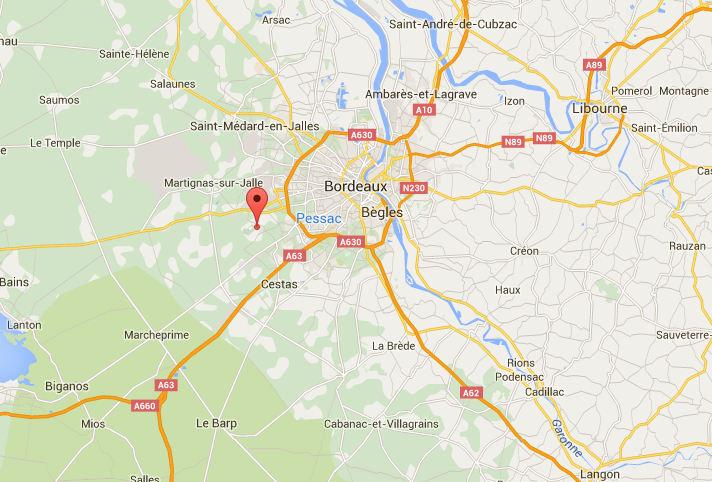 Arsac
Saint-André-de-Cubzac
Sainte-Hélène
A89
Salaunes
Ambarès-et-Lagrave
Pomerol
Montagne
Saumos
Izon
A10
Libourne
Saint-Médard-en-Jalles
A630
Saint-Émilion
Le Temple
N89
N89
Martignas-sur-Jalle
Bordeaux
N230
Bègles
Pessac
A630
A63
Créon
Rauzan
Bains
Cestas
Haux
Lanton
Marcheprime
Sauveterre-
La Brède
Rions
Podensac
Biganos
A63
A62
Cadillac
A660
Mios
Le Barp
Cabanac-et-Villagrains
Garonne
Salles
Langon